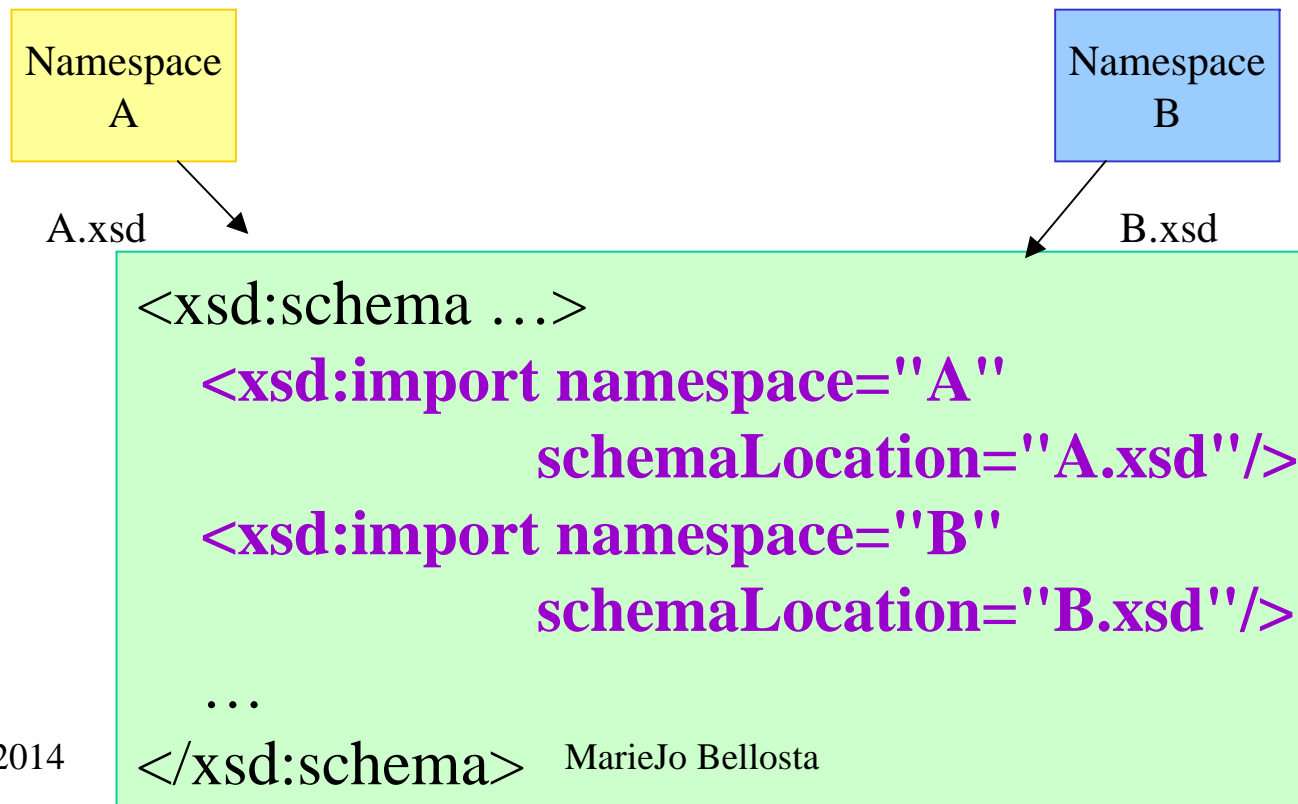 Namespace
A
Namespace
B
A.xsd
B.xsd
<xsd:schema …>
<xsd:import namespace="A"
schemaLocation="A.xsd"/>
<xsd:import namespace="B"
schemaLocation="B.xsd"/>
…
</xsd:schema>
2014
MarieJo Bellosta